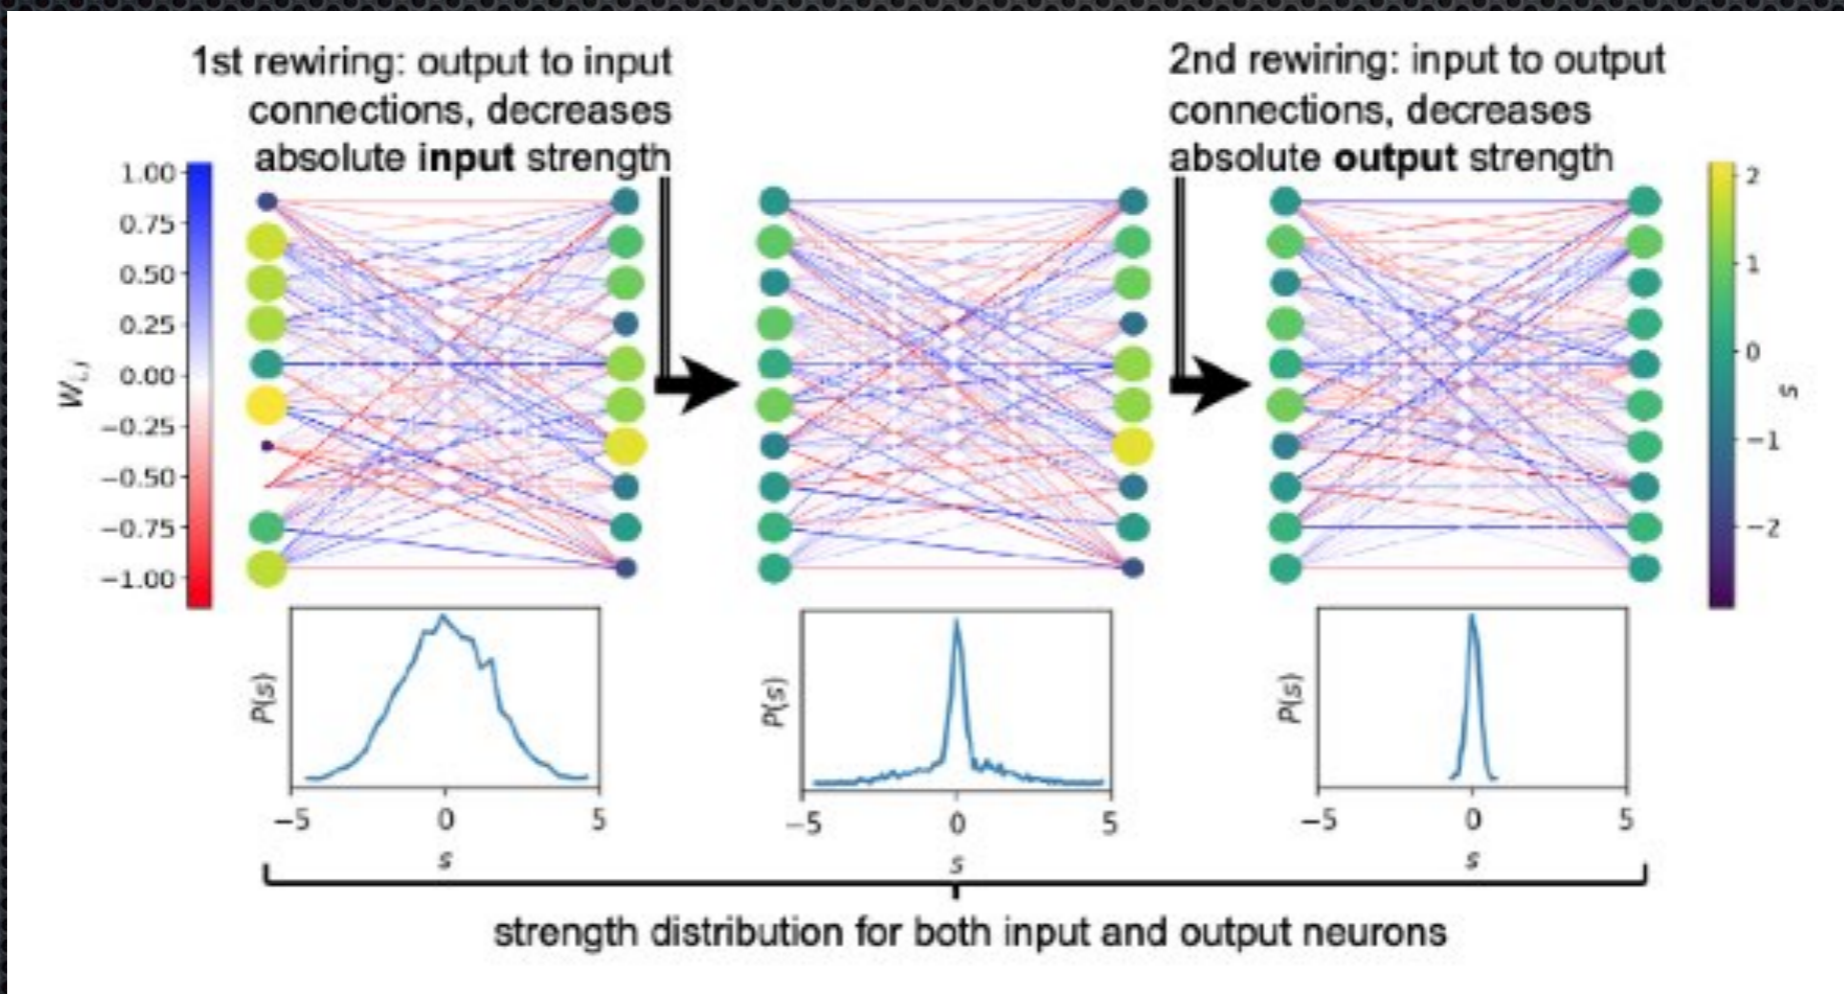 1st rewiring: output to input
connections, decreases
absolute input strength
2nd rewiring: input to output
connections, decreases
absolute output strength
1.00
0.75
0.50
0.25
0.00
−0.25
−0.50
−0.75
−1.00
W_{i,j}
2
1
0
−1
−2
s
P(s)
−5
0
5
s
P(s)
−5
0
5
s
P(s)
−5
0
5
s
strength distribution for both input and output neurons